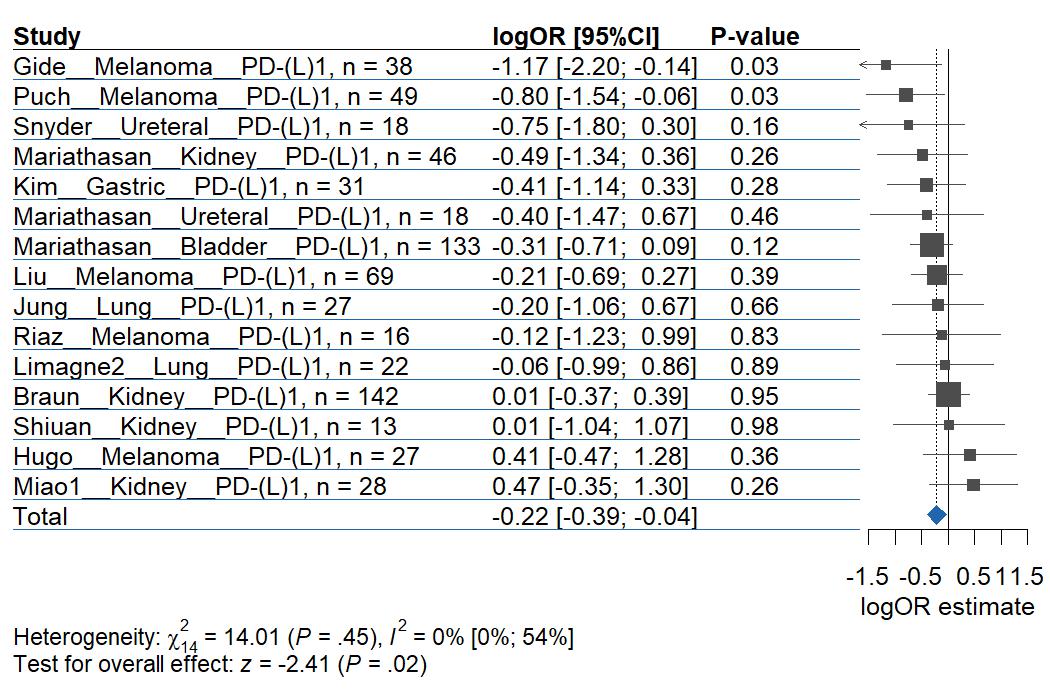 Study logOR [95%CI] P-value
Gide__Melanoma__PD-(L)1, n = 38 -1.17 [-2.20; -0.14] 0.03
Puch__Melanoma__PD-(L)1, n = 49 -0.80 [-1.54; -0.06] 0.03
Snyder__Ureteral__PD-(L)1, n = 18 -0.75 [-1.80; 0.30] 0.16
Mariathasan__Kidney__PD-(L)1, n = 46 -0.49 [-1.34; 0.36] 0.26
Kim__Gastric__PD-(L)1, n = 31 -0.41 [-1.14; 0.33] 0.28
Mariathasan__Ureteral__PD-(L)1, n = 18 -0.40 [-1.47; 0.67] 0.46
Mariathasan__Bladder__PD-(L)1, n = 133 -0.31 [-0.71; 0.09] 0.12
Liu__Melanoma__PD-(L)1, n = 69 -0.21 [-0.69; 0.27] 0.39
Jung__Lung__PD-(L)1, n = 27 -0.20 [-1.06; 0.67] 0.66
Riaz__Melanoma__PD-(L)1, n = 16 -0.12 [-1.23; 0.99] 0.83
Limagne2__Lung__PD-(L)1, n = 22 -0.06 [-0.99; 0.86] 0.89
Braun__Kidney__PD-(L)1, n = 142 0.01 [-0.37; 0.39] 0.95
Shiuan__Kidney__PD-(L)1, n = 13 0.01 [-1.04; 1.07] 0.98
Hugo__Melanoma__PD-(L)1, n = 27 0.41 [-0.47; 1.28] 0.36
Miao1__Kidney__PD-(L)1, n = 28 0.47 [-0.35; 1.30] 0.26
Total -0.22 [-0.39; -0.04]
-1.5 -0.5 0.5 1 1.5
logOR estimate
Heterogeneity: χ²₁₄ = 14.01 (P = .45), I² = 0% [0%; 54%]
Test for overall effect: z = -2.41 (P = .02)